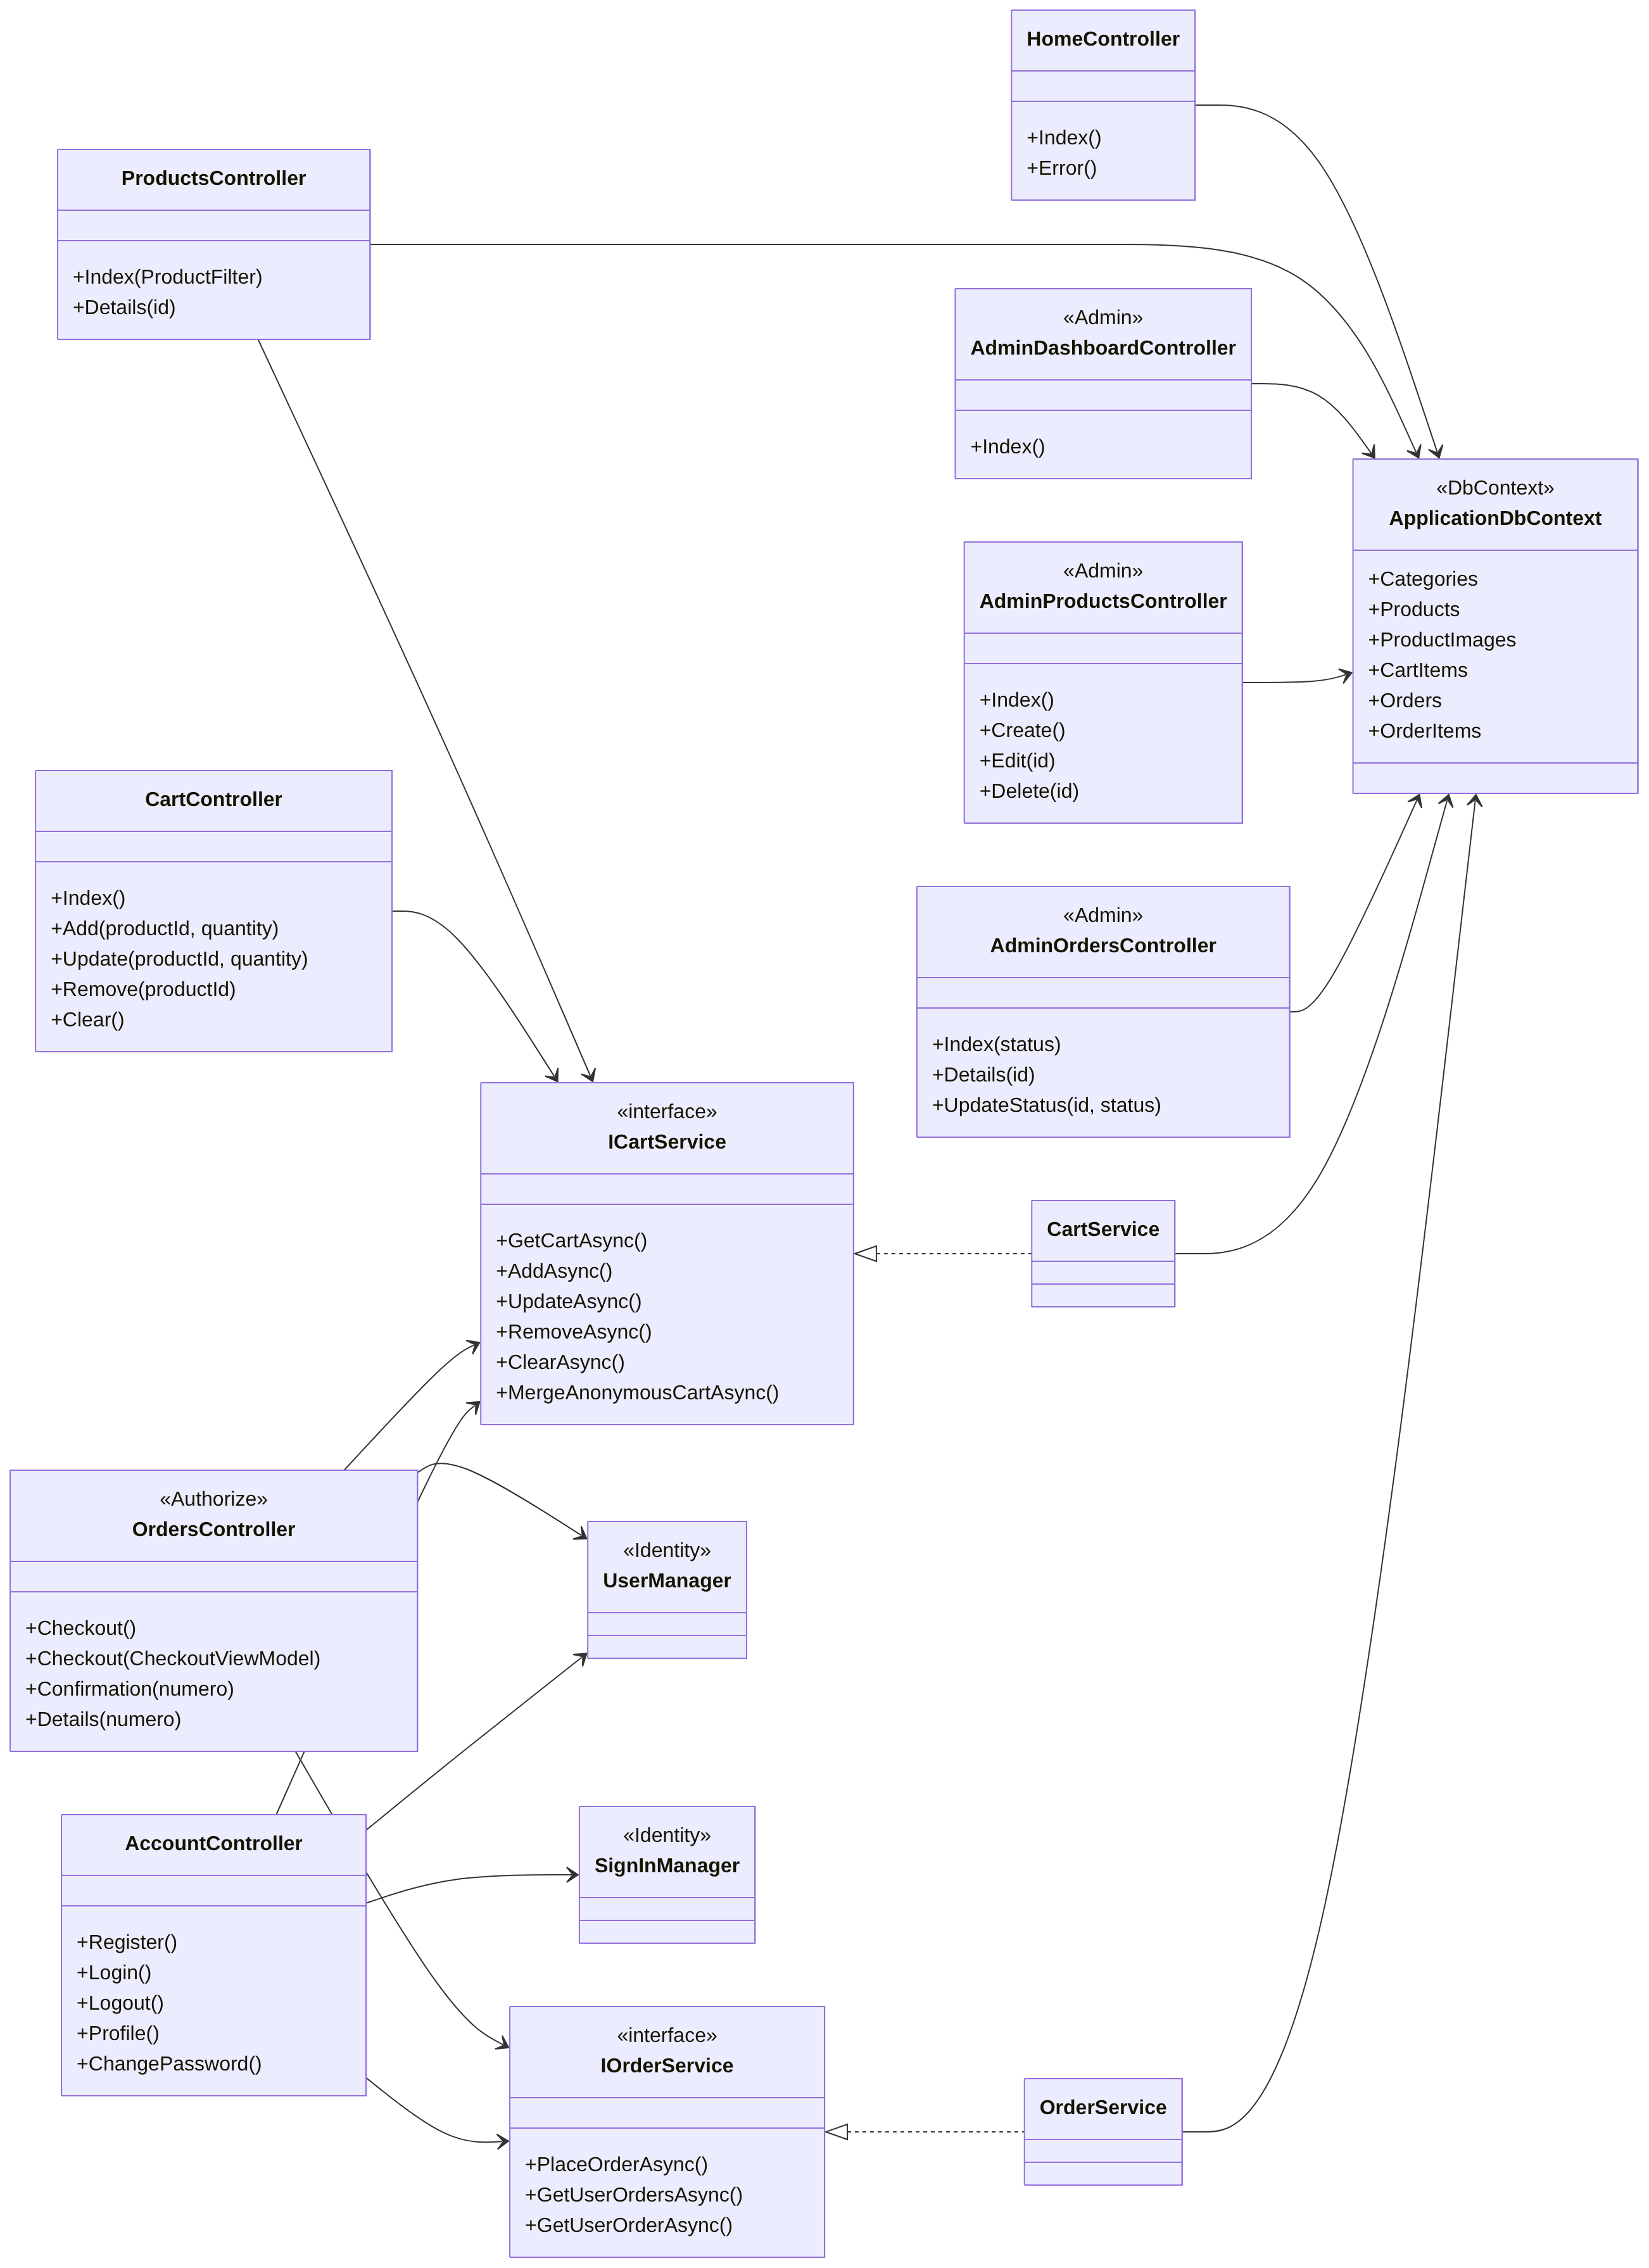 HomeController
+Index()
+Error()
ProductsController
+Index(ProductFilter)
+Details(id)
«Admin»
AdminDashboardController
+Index()
«DbContext»
ApplicationDbContext
+Categories
+Products
+ProductImages
+CartItems
+Orders
+OrderItems
«Admin»
AdminProductsController
+Index()
+Create()
+Edit(id)
+Delete(id)
CartController
+Index()
+Add(productId, quantity)
+Update(productId, quantity)
+Remove(productId)
+Clear()
«Admin»
AdminOrdersController
+Index(status)
+Details(id)
+UpdateStatus(id, status)
«interface»
ICartService
+GetCartAsync()
+AddAsync()
+UpdateAsync()
+RemoveAsync()
+ClearAsync()
+MergeAnonymousCartAsync()
CartService
«Authorize»
OrdersController
+Checkout()
+Checkout(CheckoutViewModel)
+Confirmation(numero)
+Details(numero)
«Identity»
UserManager
AccountController
+Register()
+Login()
+Logout()
+Profile()
+ChangePassword()
«Identity»
SignInManager
«interface»
IOrderService
+PlaceOrderAsync()
+GetUserOrdersAsync()
+GetUserOrderAsync()
OrderService